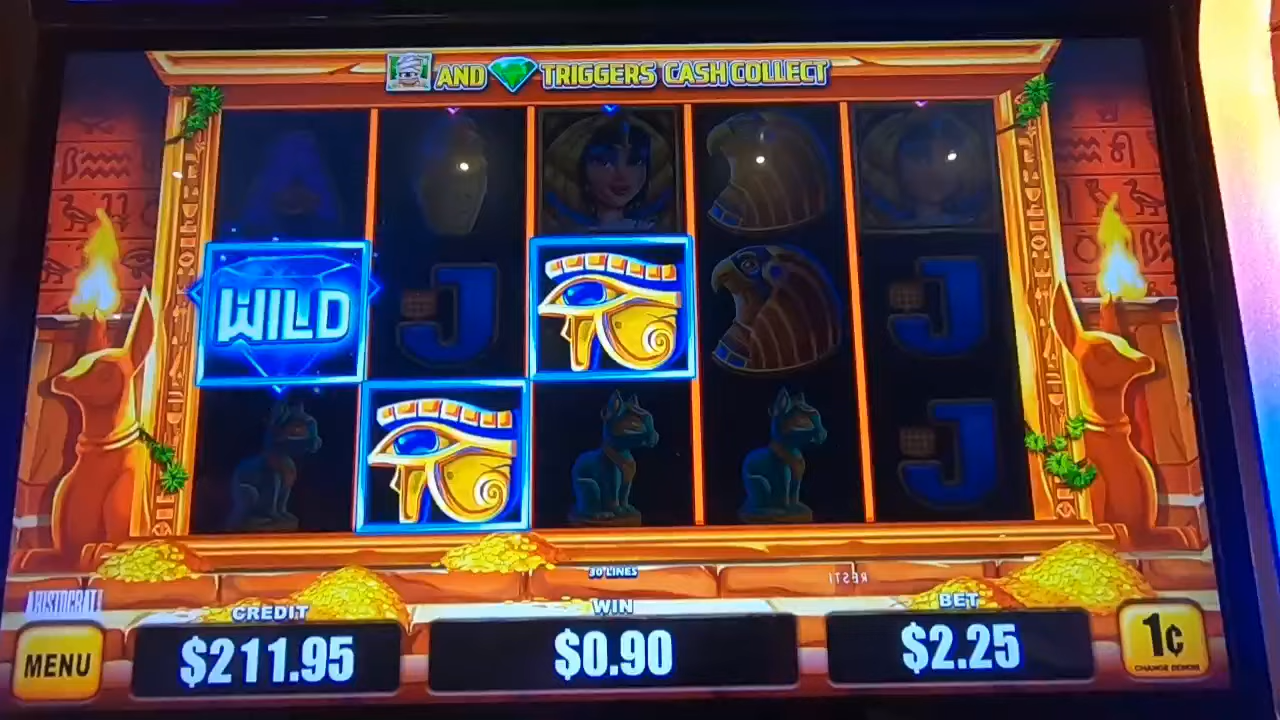 AND TRIGGERS CASH COLLECT
WILD
J
J
J
30 LINES
ARISTOCRAT
CREDIT
WIN
BET
MENU
$211.95
$0.90
$2.25
1¢
CHANGE DENOM